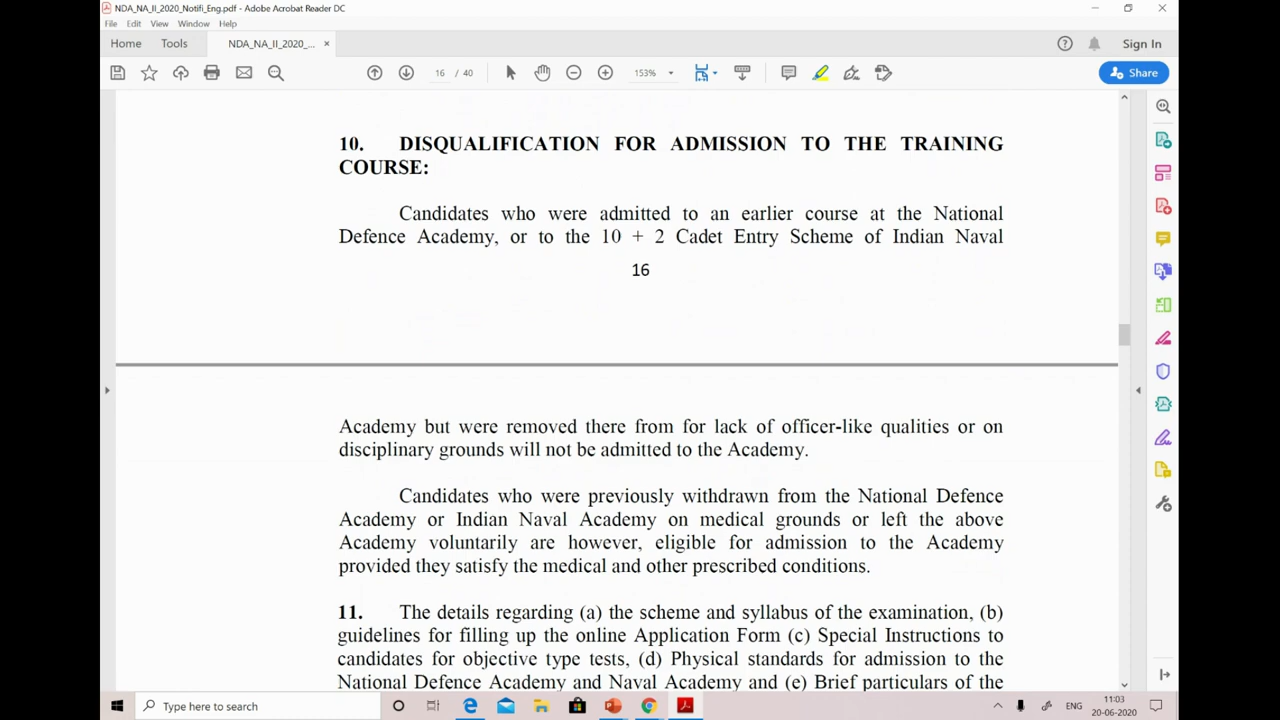 NDA_NA_II_2020_Notifi_Eng.pdf - Adobe Acrobat Reader DC
File Edit View Window Help
Home Tools NDA_NA_II_2020_... × Sign In
16 / 40 153% Share
10. DISQUALIFICATION FOR ADMISSION TO THE TRAINING
COURSE:
Candidates who were admitted to an earlier course at the National
Defence Academy, or to the 10 + 2 Cadet Entry Scheme of Indian Naval
16
Academy but were removed there from for lack of officer-like qualities or on
disciplinary grounds will not be admitted to the Academy.
Candidates who were previously withdrawn from the National Defence
Academy or Indian Naval Academy on medical grounds or left the above
Academy voluntarily are however, eligible for admission to the Academy
provided they satisfy the medical and other prescribed conditions.
11. The details regarding (a) the scheme and syllabus of the examination, (b)
guidelines for filling up the online Application Form (c) Special Instructions to
candidates for objective type tests, (d) Physical standards for admission to the
National Defence Academy and Naval Academy and (e) Brief particulars of the
Type here to search ENG 11:03
20-06-2020